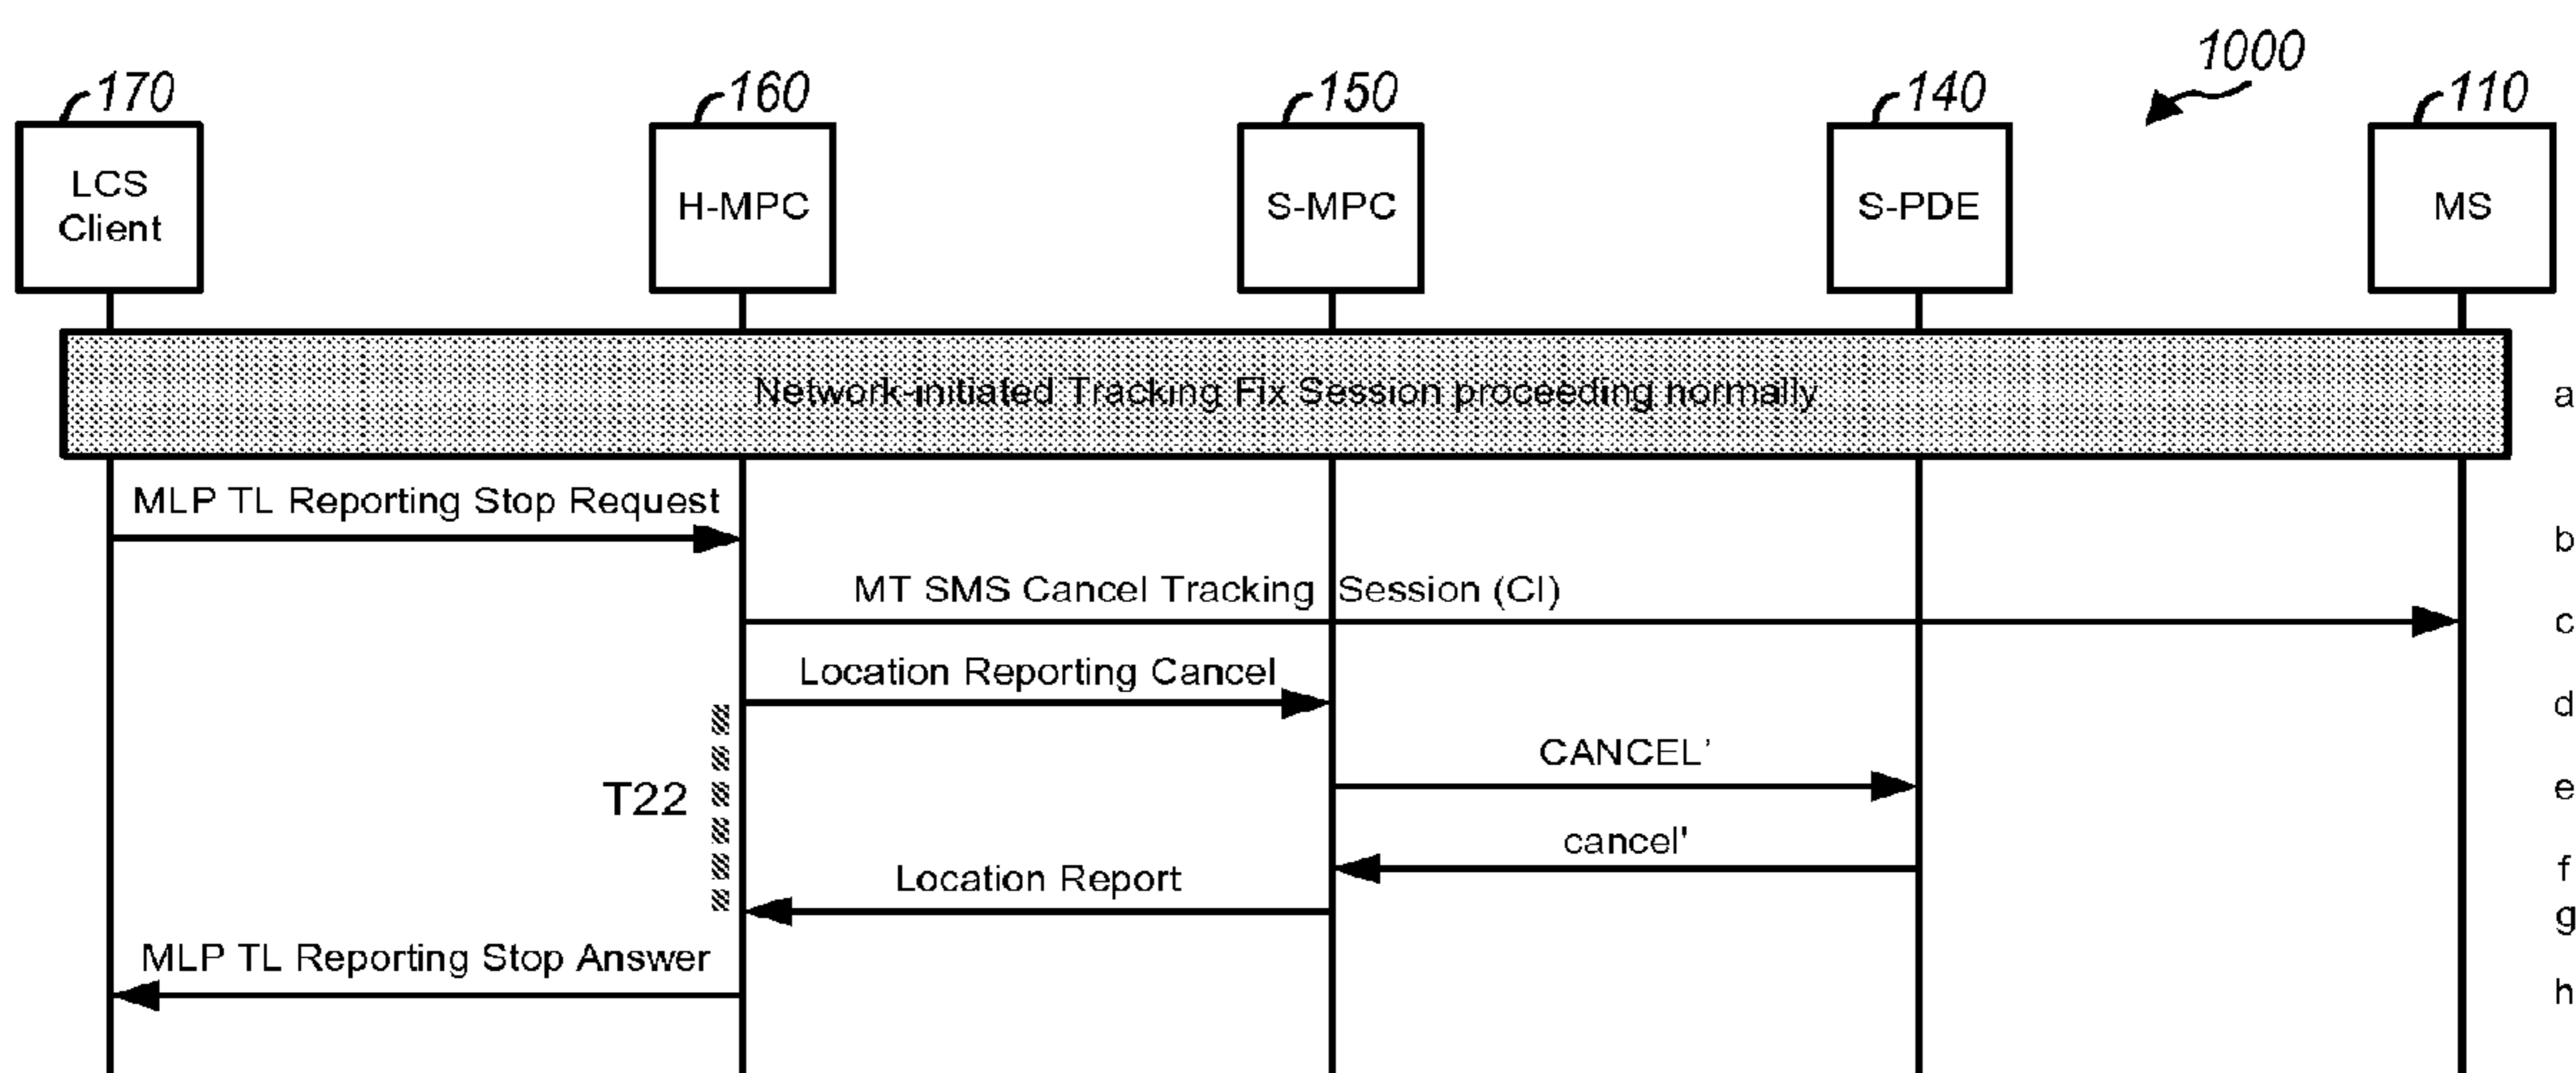 1000
170
160
150
140
110
LCS
Client
H-MPC
S-MPC
S-PDE
MS
Network-initiated Tracking Fix Session proceeding normally
a
MLP TL Reporting Stop Request
b
MT SMS Cancel Tracking Session (CI)
c
Location Reporting Cancel
d
CANCEL’
T22
e
cancel'
f
Location Report
g
MLP TL Reporting Stop Answer
h